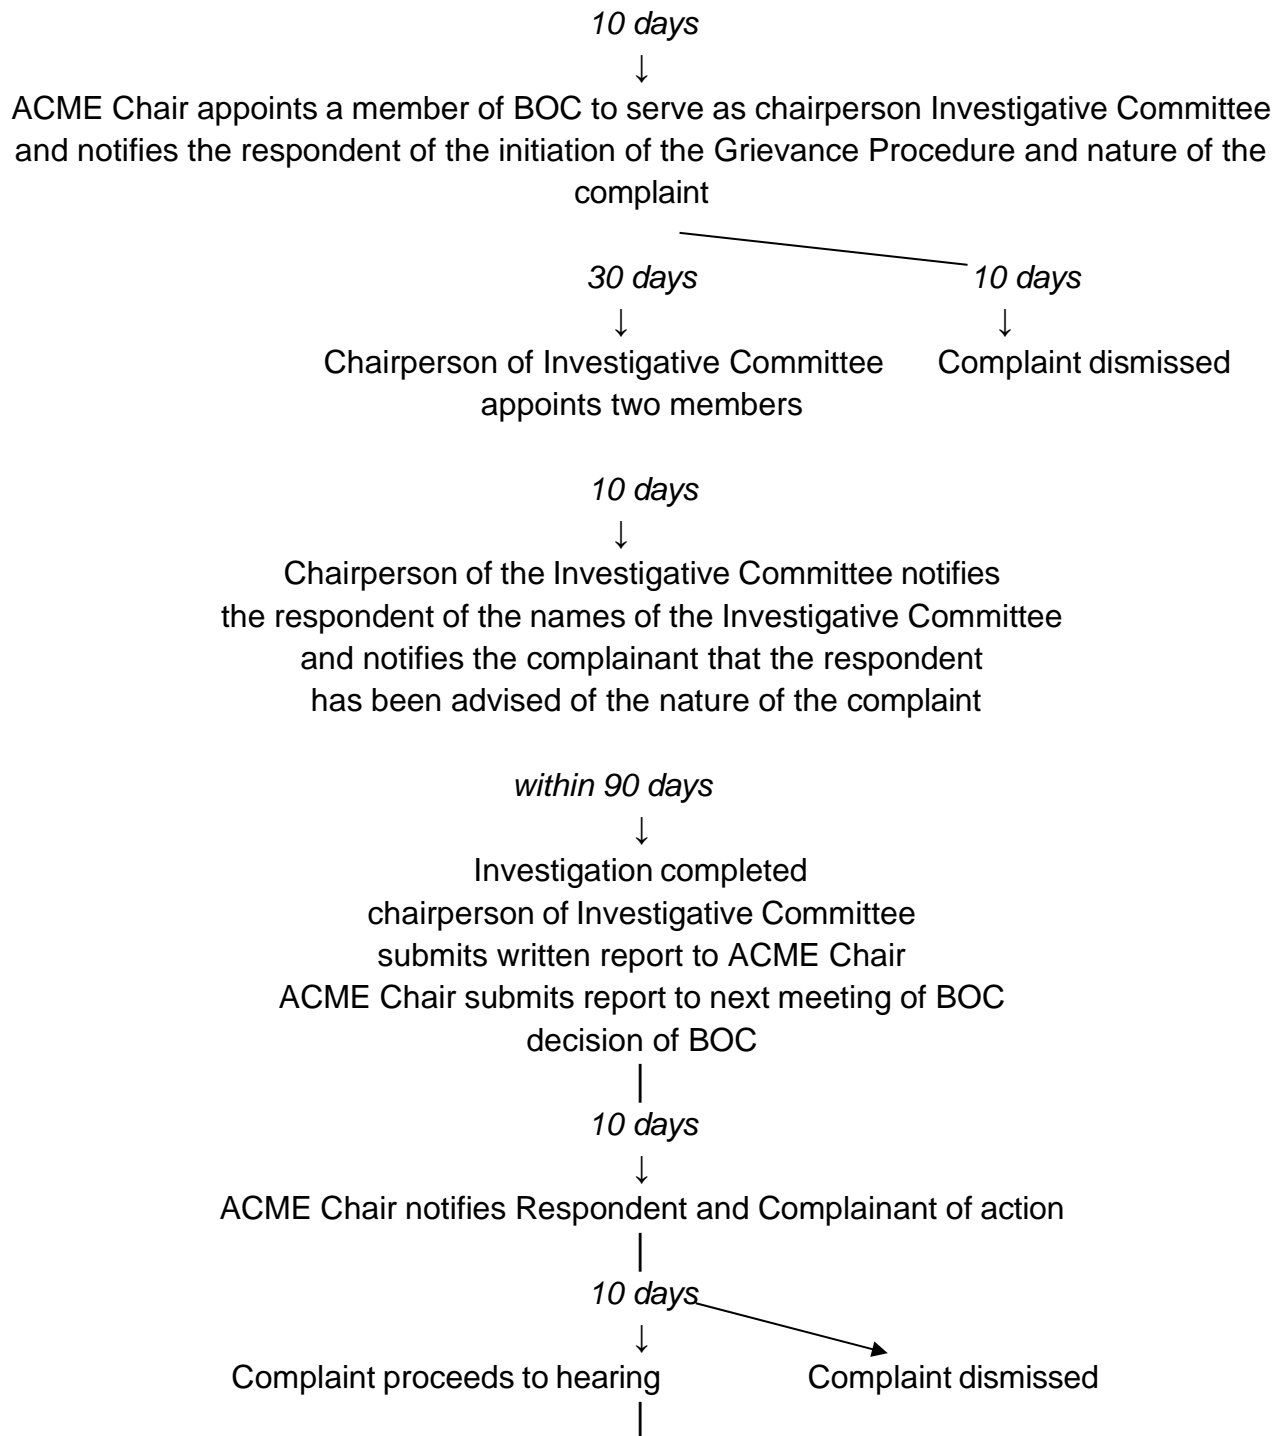 10 days
↓
ACME Chair appoints a member of BOC to serve as chairperson Investigative Committee
and notifies the respondent of the initiation of the Grievance Procedure and nature of the
complaint
30 days 10 days
↓ ↓
Chairperson of Investigative Committee Complaint dismissed
appoints two members
10 days
↓
Chairperson of the Investigative Committee notifies
the respondent of the names of the Investigative Committee
and notifies the complainant that the respondent
has been advised of the nature of the complaint
within 90 days
↓
Investigation completed
chairperson of Investigative Committee
submits written report to ACME Chair
ACME Chair submits report to next meeting of BOC
decision of BOC
10 days
↓
ACME Chair notifies Respondent and Complainant of action
10 days
↓
Complaint proceeds to hearing Complaint dismissed